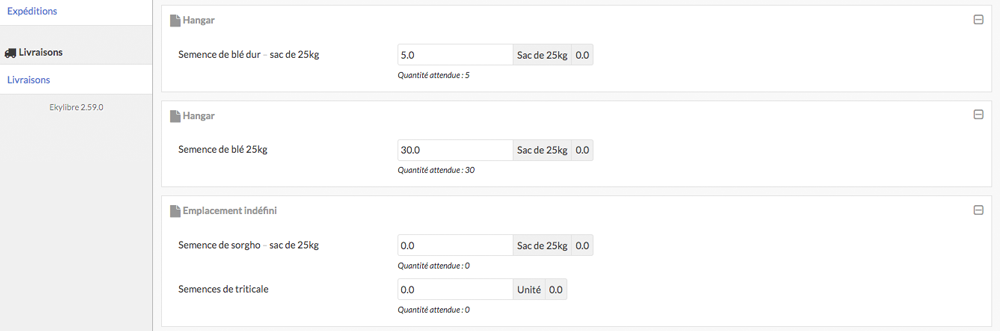 Expéditions
Livraisons
Livraisons
Ekylibre 2.59.0
Hangar
Semence de blé dur - sac de 25kg 5.0 Sac de 25kg 0.0
Quantité attendue : 5
Hangar
Semence de blé 25kg 30.0 Sac de 25kg 0.0
Quantité attendue : 30
Emplacement indéfini
Semence de sorgho - sac de 25kg 0.0 Sac de 25kg 0.0
Quantité attendue : 0
Semences de triticale 0.0 Unité 0.0
Quantité attendue : 0